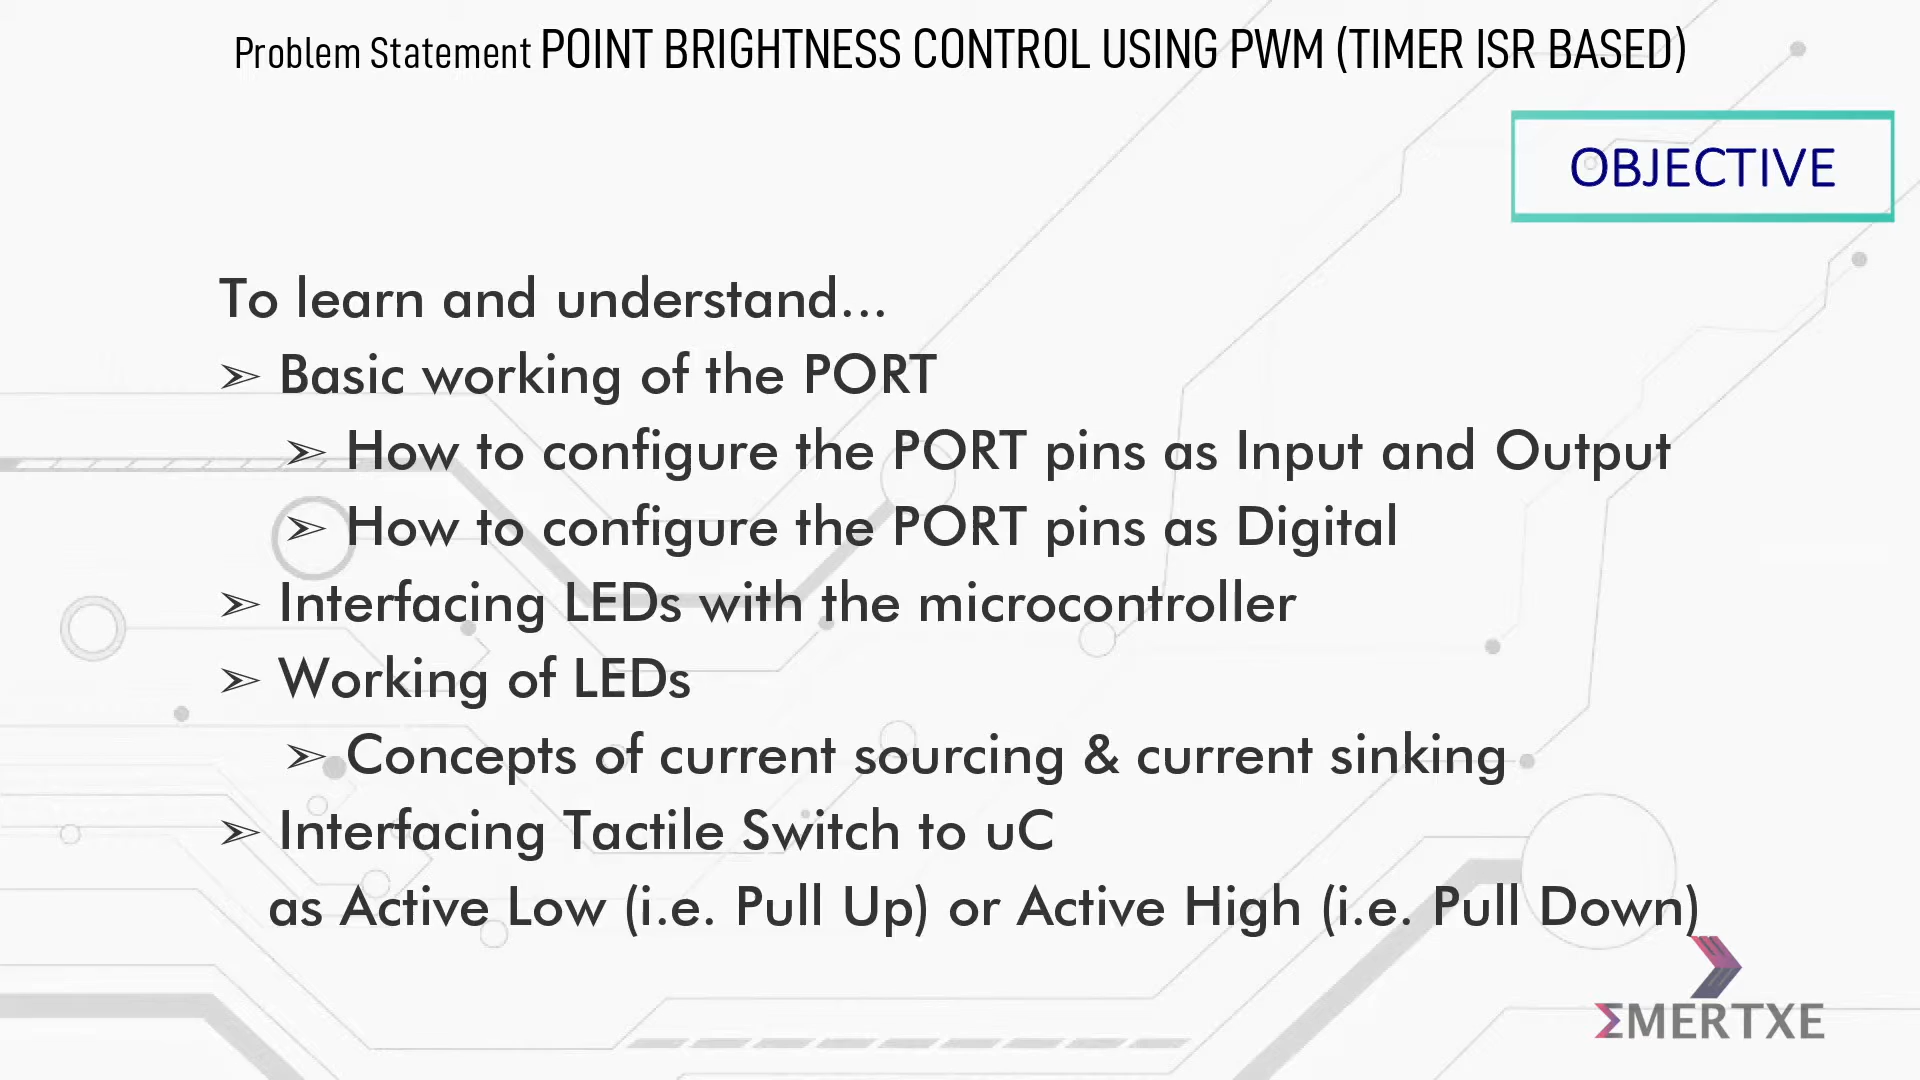 Problem Statement POINT BRIGHTNESS CONTROL USING PWM (TIMER ISR BASED)
OBJECTIVE
To learn and understand...
➢ Basic working of the PORT
➢ How to configure the PORT pins as Input and Output
➢ How to configure the PORT pins as Digital
➢ Interfacing LEDs with the microcontroller
➢ Working of LEDs
➢ Concepts of current sourcing & current sinking
➢ Interfacing Tactile Switch to uC
as Active Low (i.e. Pull Up) or Active High (i.e. Pull Down)
EMERTXE